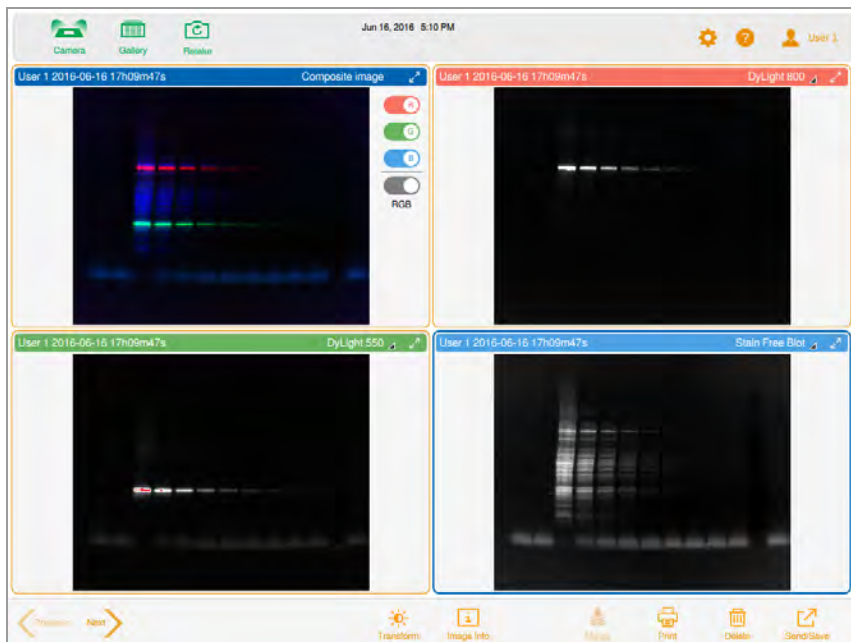 Jun 16, 2016 5:10 PM
Camera
Gallery
User 1
User 1 2016-06-16 17h09m47s
Composite image
R
G
B
RGB
User 1 2016-06-16 17h09m47s
DyLight 800
User 1 2016-06-16 17h09m47s
DyLight 550
User 1 2016-06-16 17h09m47s
Stain Free Blot
Next
Transform
Image Info
Print
Delete
Send/Save